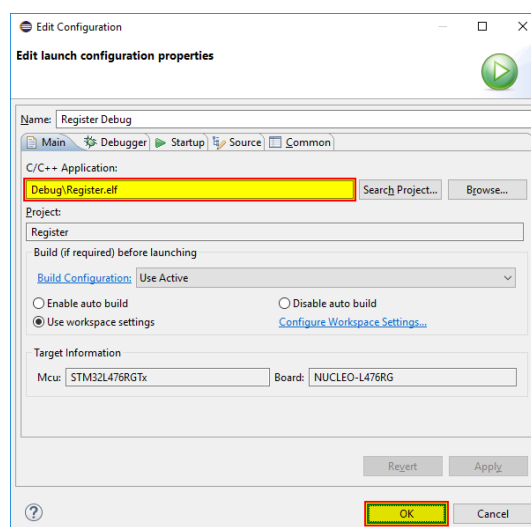 Edit Configuration
Edit launch configuration properties
Name: Register Debug
Main Debugger Startup Source Common
C/C++ Application:
Debug\Register.elf Search Project... Browse...
Project:
Register
Build (if required) before launching
Build Configuration: Use Active
Enable auto build Disable auto build
Use workspace settings Configure Workspace Settings...
Target Information
Mcu: STM32L476RGTx Board: NUCLEO-L476RG
Revert Apply
? OK Cancel